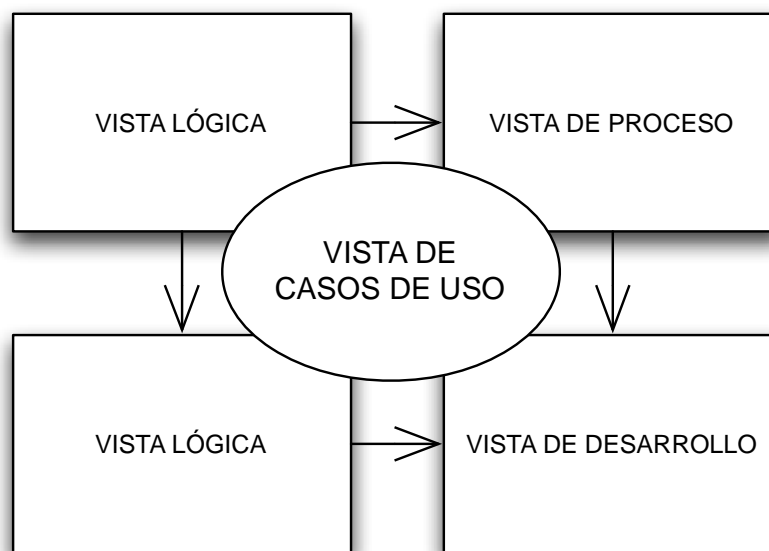 VISTA LÓGICA
VISTA DE PROCESO
VISTA DE
CASOS DE USO
VISTA LÓGICA
VISTA DE DESARROLLO